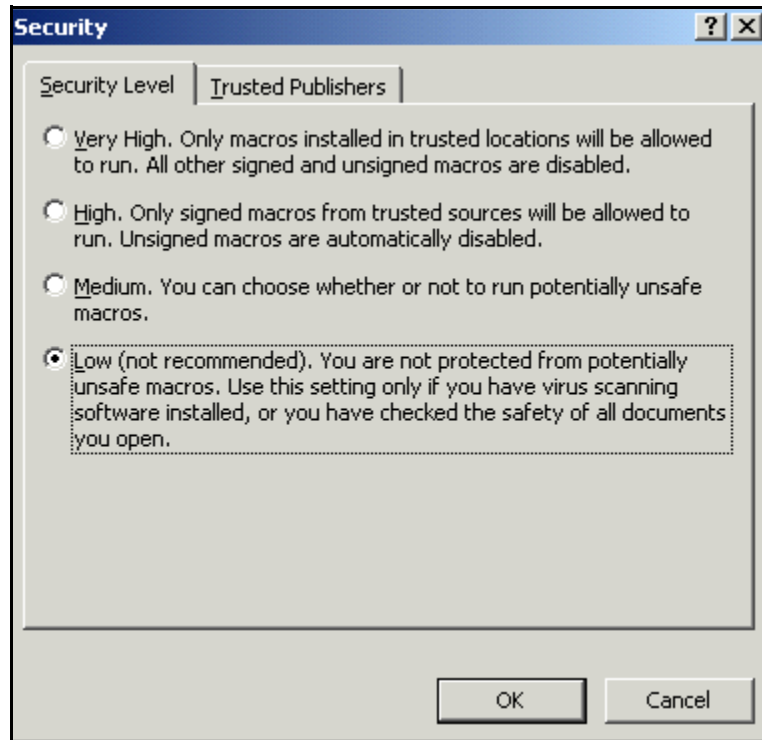 Security
Security Level
Trusted Publishers
Very High. Only macros installed in trusted locations will be allowed
to run. All other signed and unsigned macros are disabled.
High. Only signed macros from trusted sources will be allowed to
run. Unsigned macros are automatically disabled.
Medium. You can choose whether or not to run potentially unsafe
macros.
Low (not recommended). You are not protected from potentially
unsafe macros. Use this setting only if you have virus scanning
software installed, or you have checked the safety of all documents
you open.
OK
Cancel